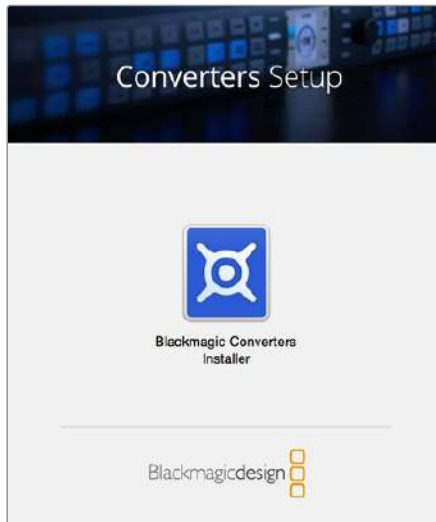 Converters Setup
Blackmagic Converters
Installer
Blackmagicdesign